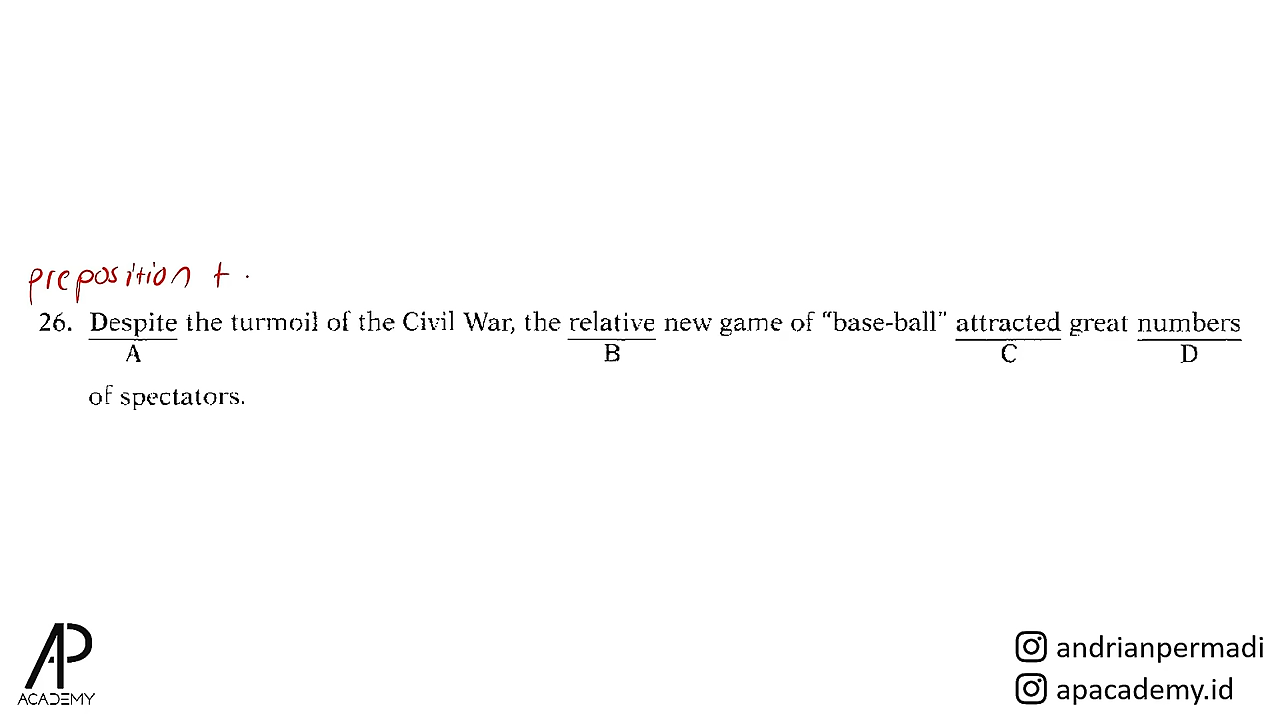 preposition + .
26. Despite the turmoil of the Civil War, the relative new game of "base-ball" attracted great numbers
A B C D
of spectators.
AP
ACADEMY
andrianpermadi
apacademy.id